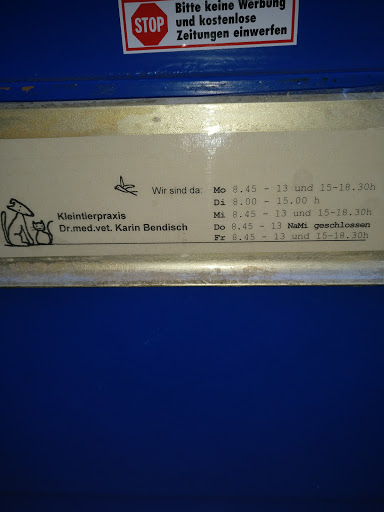 STOP
Bitte keine Werbung
und kostenlose
Zeitungen einwerfen
Wir sind da:
Mo 8.45 - 13 und 15-18.30h
Di 8.00 - 15.00 h
Mi 8.45 - 13 und 15-18.30h
Do 8.45 - 13 NaMi geschlossen
Fr 8.45 - 13 und 15-18.30h
Kleintierpraxis
Dr.med.vet. Karin Bendisch